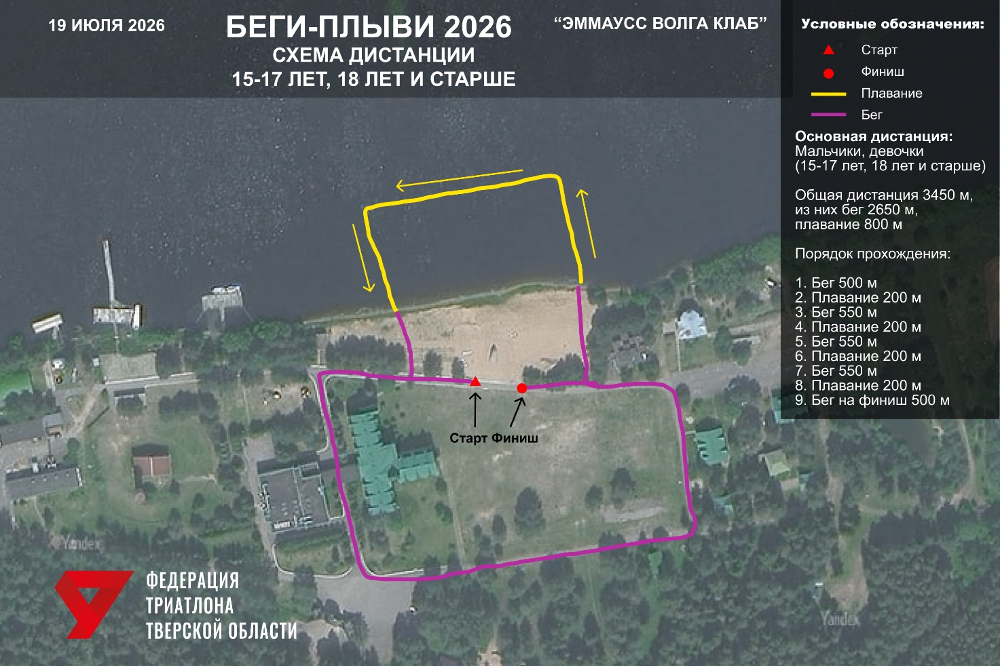 19 ИЮЛЯ 2026
БЕГИ-ПЛЫВИ 2026
СХЕМА ДИСТАНЦИИ
15-17 ЛЕТ, 18 ЛЕТ И СТАРШЕ
“ЭММАУСС ВОЛГА КЛАБ”
Условные обозначения:
Старт
Финиш
Плавание
Бег
Основная дистанция:
Мальчики, девочки
(15-17 лет, 18 лет и старше)
Общая дистанция 3450 м,
из них бег 2650 м,
плавание 800 м
Порядок прохождения:
1. Бег 500 м
2. Плавание 200 м
3. Бег 550 м
4. Плавание 200 м
5. Бег 550 м
6. Плавание 200 м
7. Бег 550 м
8. Плавание 200 м
9. Бег на финиш 500 м
Старт Финиш
Yandex
ФЕДЕРАЦИЯ
ТРИАТЛОНА
ТВЕРСКОЙ ОБЛАСТИ
Yandex